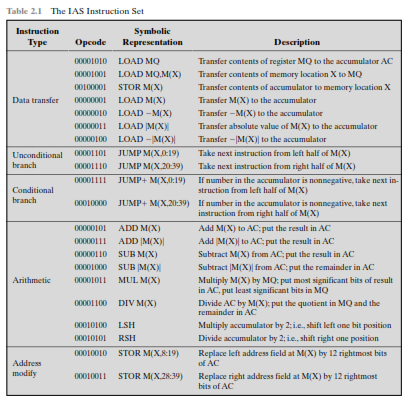 Table 2.1 The IAS Instruction Set
Instruction Type Opcode Symbolic Representation Description
Data transfer
00001010 LOAD MQ Transfer contents of register MQ to the accumulator AC
00001001 LOAD MQ,M(X) Transfer contents of memory location X to MQ
00100001 STOR M(X) Transfer contents of accumulator to memory location X
00000001 LOAD M(X) Transfer M(X) to the accumulator
00000010 LOAD −M(X) Transfer −M(X) to the accumulator
00000011 LOAD |M(X)| Transfer absolute value of M(X) to the accumulator
00000100 LOAD −|M(X)| Transfer −|M(X)| to the accumulator
Unconditional branch
00001101 JUMP M(X,0:19) Take next instruction from left half of M(X)
00001110 JUMP M(X,20:39) Take next instruction from right half of M(X)
Conditional branch
00001111 JUMP+ M(X,0:19) If number in the accumulator is nonnegative, take next in-
struction from left half of M(X)
00010000 JUMP+ M(X,20:39) If number in the accumulator is nonnegative, take next
instruction from right half of M(X)
Arithmetic
00000101 ADD M(X) Add M(X) to AC; put the result in AC
00000111 ADD |M(X)| Add |M(X)| to AC; put the result in AC
00000110 SUB M(X) Subtract M(X) from AC; put the result in AC
00001000 SUB |M(X)| Subtract |M(X)| from AC; put the remainder in AC
00001011 MUL M(X) Multiply M(X) by MQ; put most significant bits of result
in AC, put least significant bits in MQ
00001100 DIV M(X) Divide AC by M(X); put the quotient in MQ and the
remainder in AC
00010100 LSH Multiply accumulator by 2; i.e., shift left one bit position
00010101 RSH Divide accumulator by 2; i.e., shift right one position
Address modify
00010010 STOR M(X,8:19) Replace left address field at M(X) by 12 rightmost bits
of AC
00010011 STOR M(X,28:39) Replace right address field at M(X) by 12 rightmost
bits of AC